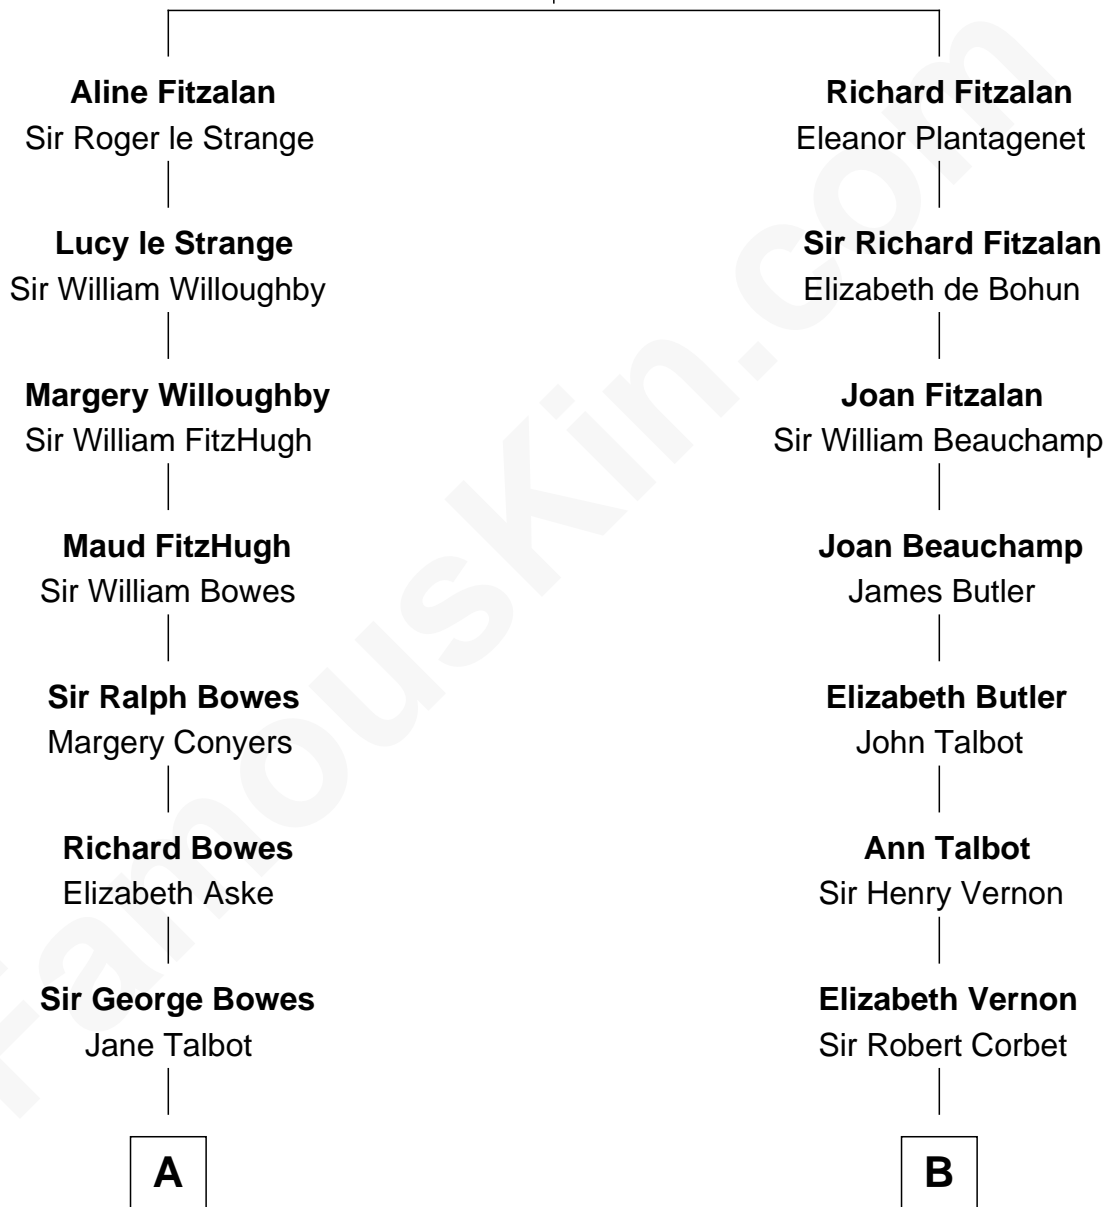 Aline Fitzalan
Sir Roger le Strange
Richard Fitzalan
Eleanor Plantagenet
Lucy le Strange
Sir William Willoughby
Sir Richard Fitzalan
Elizabeth de Bohun
Margery Willoughby
Sir William FitzHugh
Joan Fitzalan
Sir William Beauchamp
Maud FitzHugh
Sir William Bowes
Joan Beauchamp
James Butler
Sir Ralph Bowes
Margery Conyers
Elizabeth Butler
John Talbot
Richard Bowes
Elizabeth Aske
Ann Talbot
Sir Henry Vernon
Sir George Bowes
Jane Talbot
Elizabeth Vernon
Sir Robert Corbet
A
B
FamousKin.com